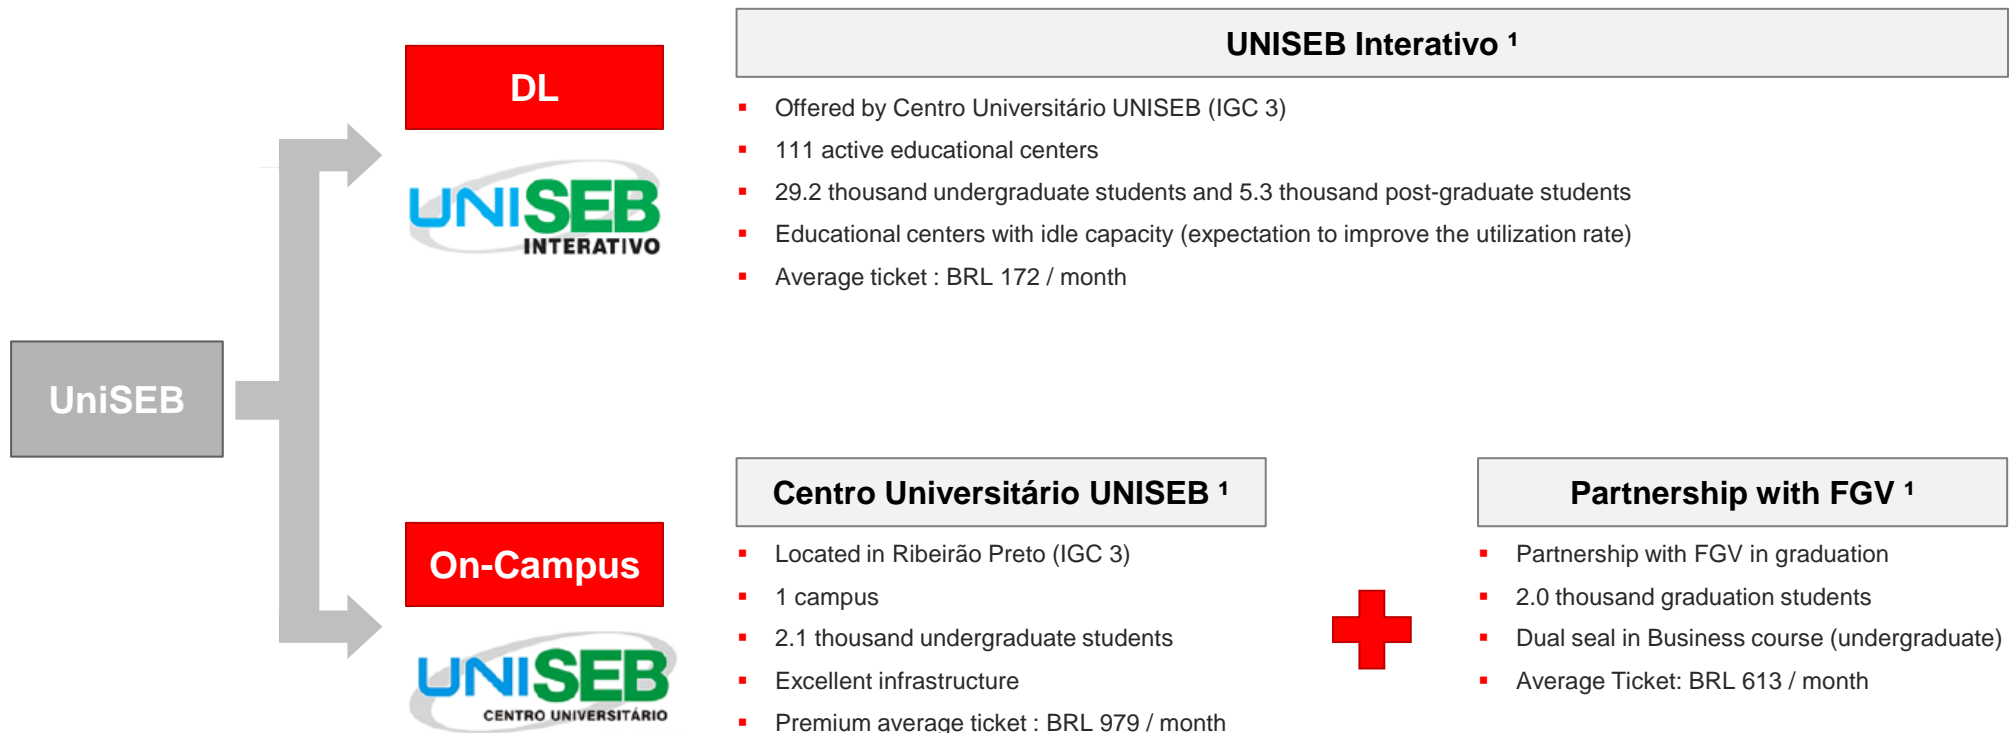 UniSEB
DL
UNISEB
INTERATIVO
UNISEB Interativo ¹
▪ Offered by Centro Universitário UNISEB (IGC 3)
▪ 111 active educational centers
▪ 29.2 thousand undergraduate students and 5.3 thousand post-graduate students
▪ Educational centers with idle capacity (expectation to improve the utilization rate)
▪ Average ticket : BRL 172 / month
On-Campus
UNISEB
CENTRO UNIVERSITÁRIO
Centro Universitário UNISEB ¹
▪ Located in Ribeirão Preto (IGC 3)
▪ 1 campus
▪ 2.1 thousand undergraduate students
▪ Excellent infrastructure
▪ Premium average ticket : BRL 979 / month
Partnership with FGV ¹
▪ Partnership with FGV in graduation
▪ 2.0 thousand graduation students
▪ Dual seal in Business course (undergraduate)
▪ Average Ticket: BRL 613 / month